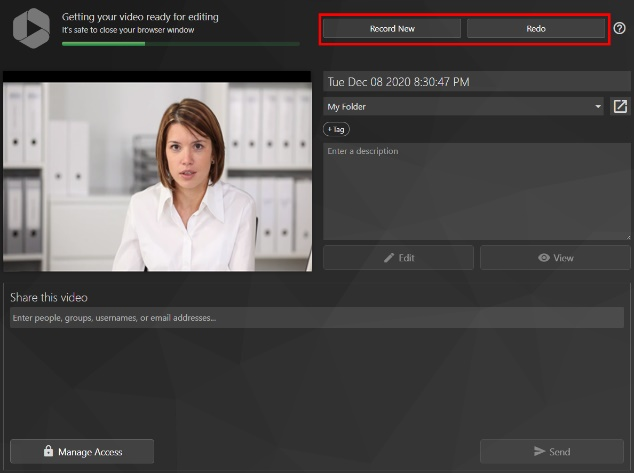 Getting your video ready for editing
It's safe to close your browser window
Record New
Redo
Tue Dec 08 2020 8:30:47 PM
My Folder
+ Tag
Enter a description
Edit
View
Share this video
Enter people, groups, usernames, or email addresses...
Manage Access
Send